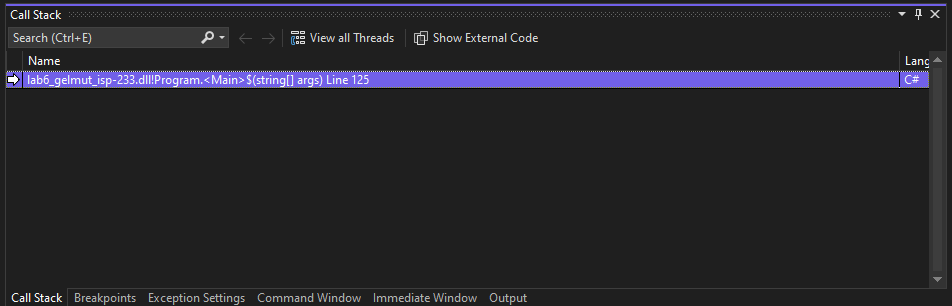 Call Stack
Search (Ctrl+E) View all Threads Show External Code
Name Lang
lab6_gelmut_isp-233.dll!Program.<Main>$(string[] args) Line 125 C#
Call Stack Breakpoints Exception Settings Command Window Immediate Window Output